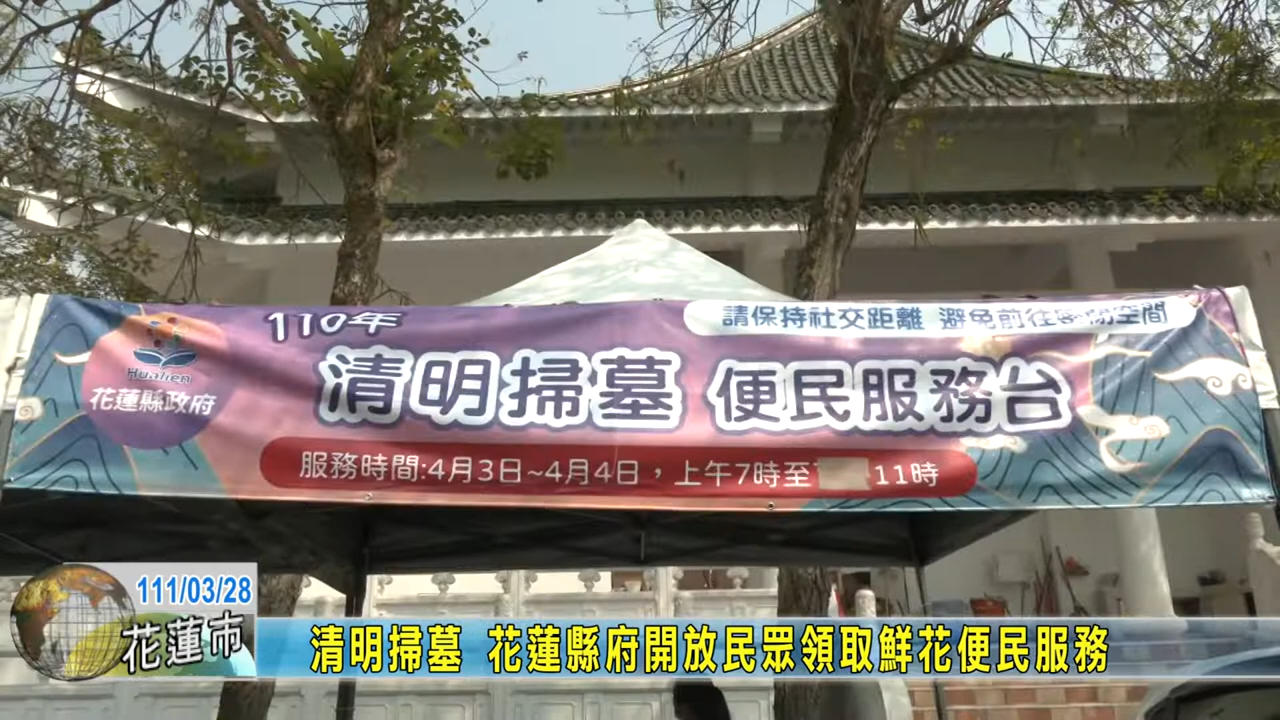 110年
請保持社交距離 避免前往密閉空間
Hualien
花蓮縣政府
清明掃墓 便民服務台
服務時間:4月3日~4月4日，上午7時至
11時
111/03/28
花蓮市
清明掃墓 花蓮縣府開放民眾領取鮮花便民服務